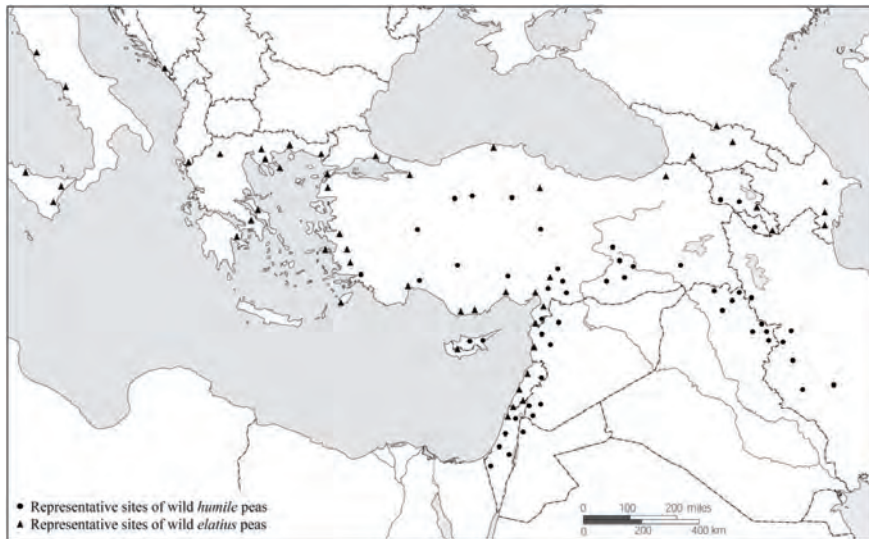 ● Representative sites of wild humile peas
▲ Representative sites of wild elatius peas
0 100 200 miles
0 200 400 km